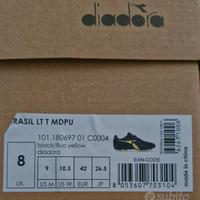 diadora
RASIL LT T MDPU
101.180697 01 C0004
black/fluo yellow
diadora
8
UK
9
US M
10.5
US W
42
EUR
26.5
JP
EAN-CODE
8 053607 703104
made in china
subito